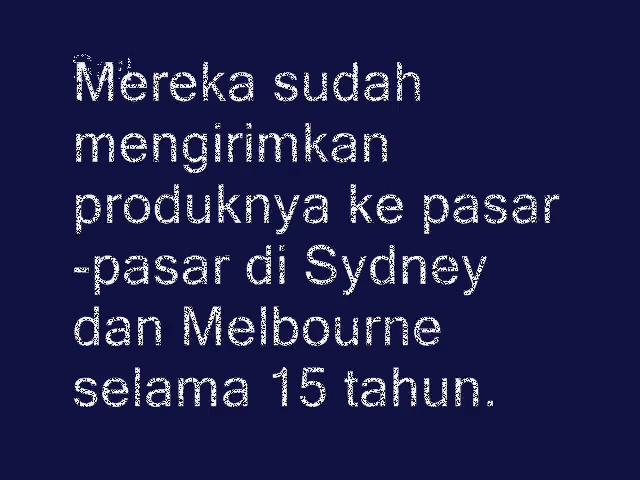 Mereka sudah
mengirimkan
produknya ke pasar
-pasar di Sydney
dan Melbourne
selama 15 tahun.